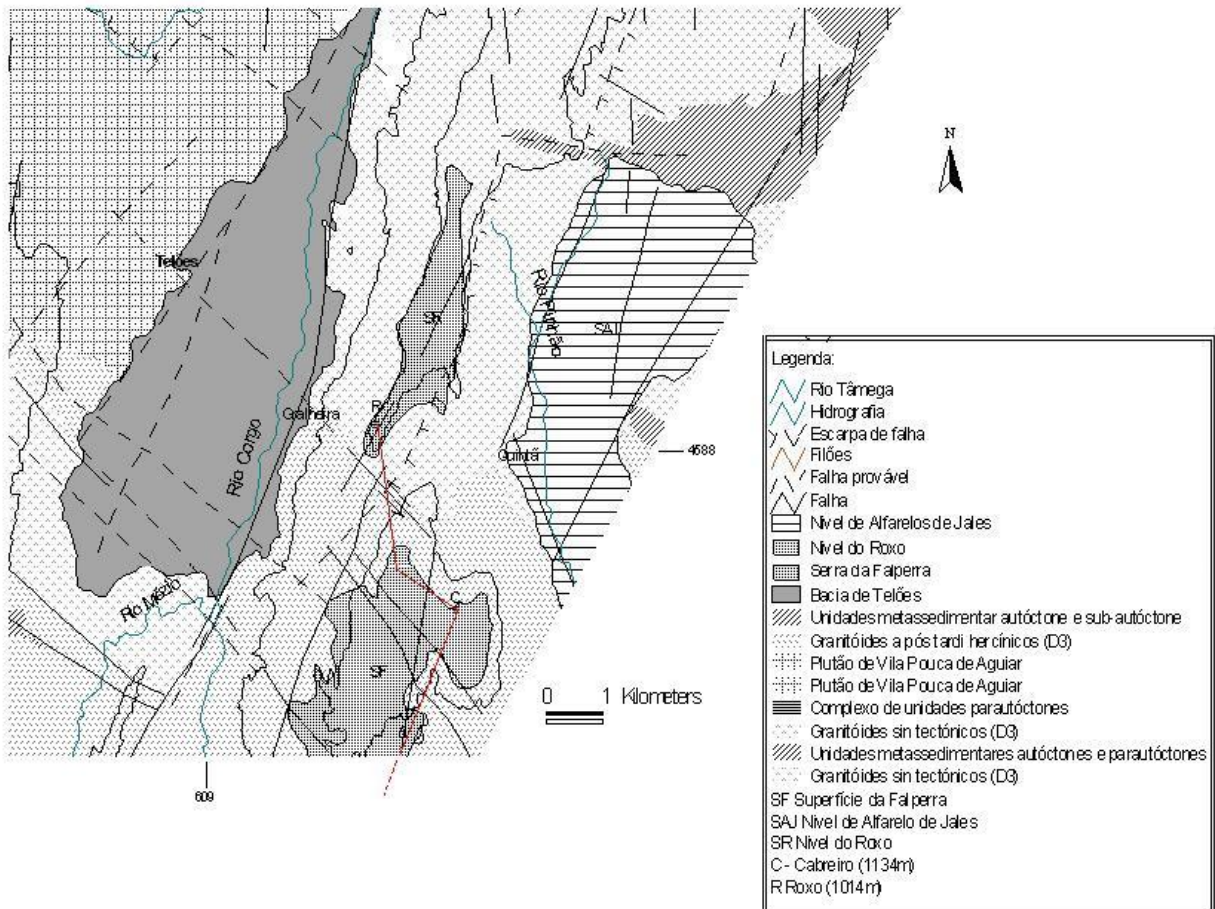 N
Telões
Rio Corgo
Gralheira
R
SR
Rio Pinhão
SAJ
Quintã
4588
Rio Mézio
C
SF
0 1 Kilometers
609
Legenda:
Rio Tâmega
Hidrografia
Escarpa de falha
Filões
Falha provável
Falha
Nível de Alfarelos de Jales
Nível do Roxo
Serra da Falperra
Bacia de Telões
Unidades metassedimentar autóctone e sub-autóctone
Granitóides a pós tardi hercínicos (D3)
Plutão de Vila Pouca de Aguiar
Plutão de Vila Pouca de Aguiar
Complexo de unidades parautóctones
Granitóides sin tectónicos (D3)
Unidades metassedimentares autóctones e parautóctones
Granitóides sin tectónicos (D3)
SF Superfície da Falperra
SAJ Nível de Alfarelo de Jales
SR Nível do Roxo
C - Cabreiro (1134m)
R Roxo (1014m)